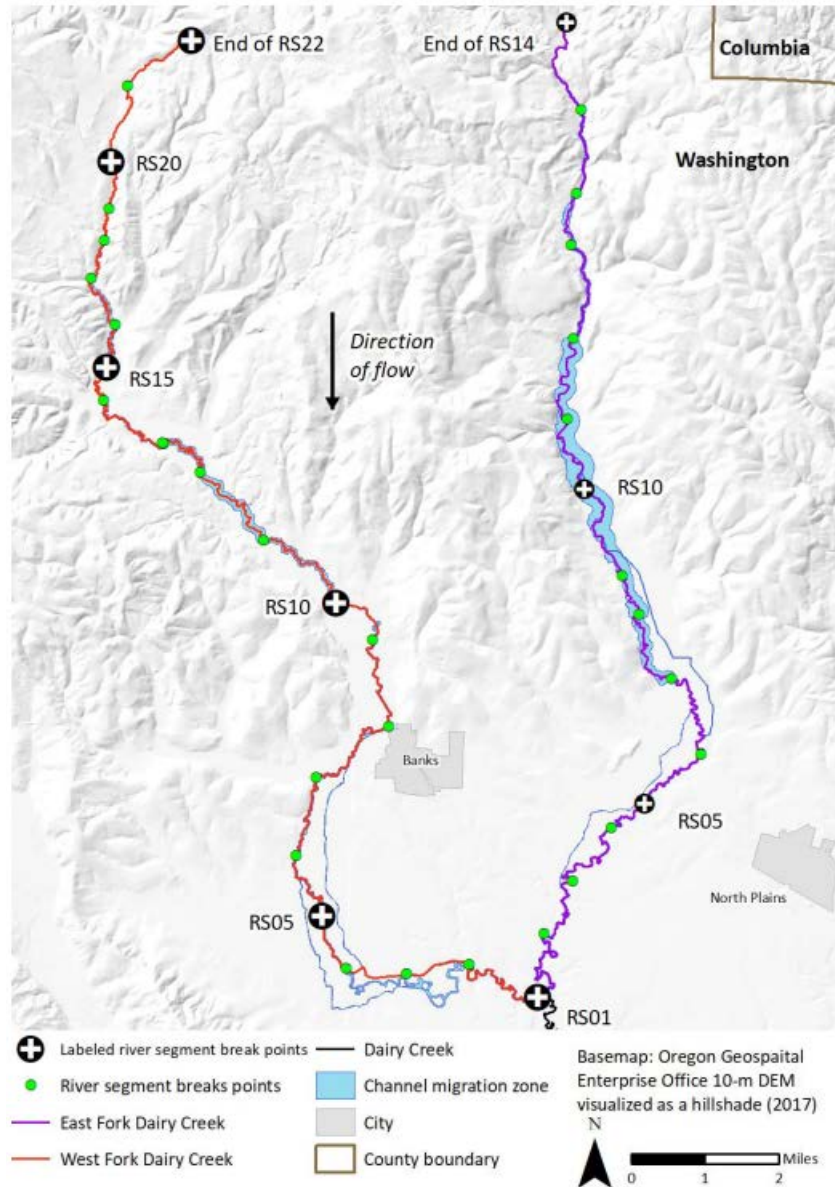 End of RS22
End of RS14
Columbia
Washington
RS20
Direction
of flow
RS15
RS10
RS10
Banks
RS05
North Plains
RS05
RS01
Labeled river segment break points
River segment breaks points
East Fork Dairy Creek
West Fork Dairy Creek
Dairy Creek
Channel migration zone
City
County boundary
Basemap: Oregon Geospaital
Enterprise Office 10-m DEM
visualized as a hillshade (2017)
N
Miles
0 1 2